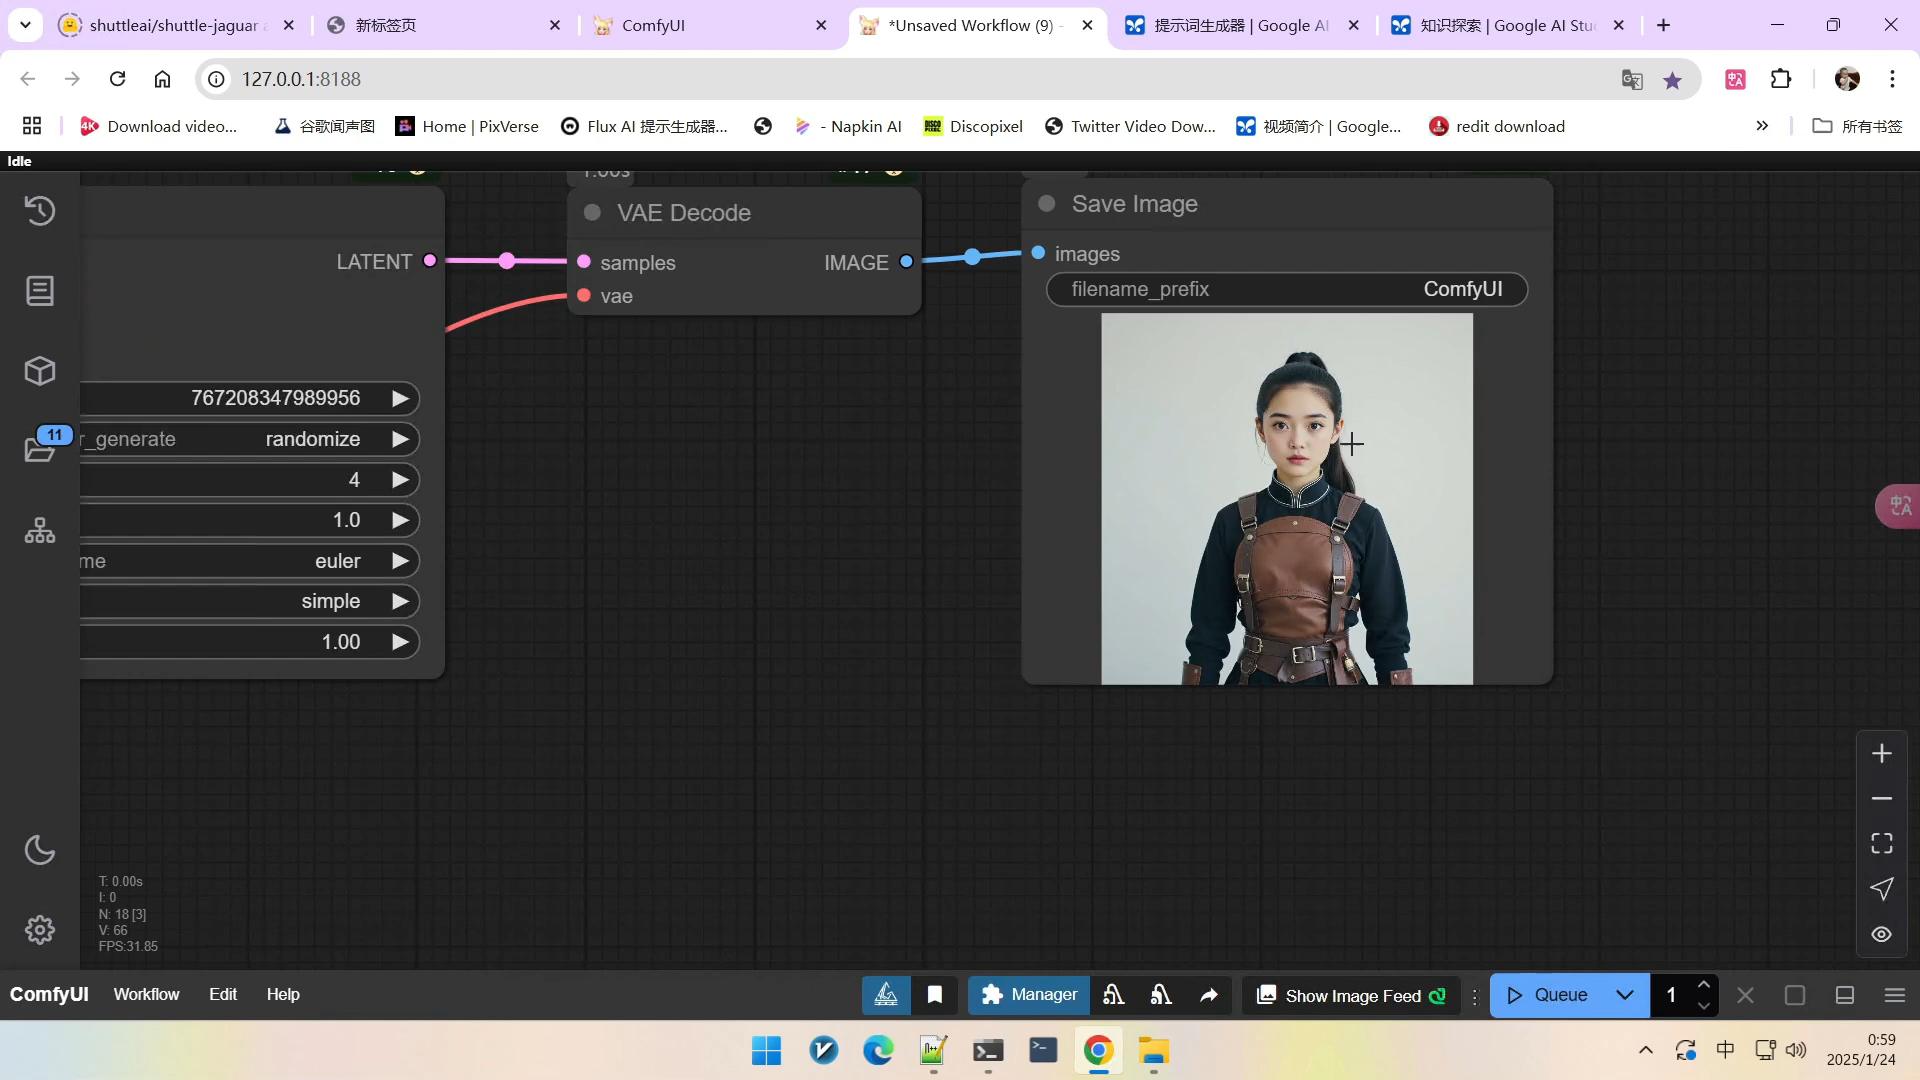 shuttleai/shuttle-jaguar
新标签页
ComfyUI
*Unsaved Workflow (9) -
提示词生成器 | Google AI
知识探索 | Google AI Stu
127.0.0.1:8188
Download video...
谷歌闻声图
Home | PixVerse
Flux AI 提示生成器...
- Napkin AI
Discopixel
Twitter Video Dow...
视频简介 | Google...
redit download
所有书签
Idle
1.00s
VAE Decode
Save Image
LATENT
samples
IMAGE
images
vae
filename_prefix
ComfyUI
767208347989956
r_generate
randomize
4
1.0
me
euler
simple
1.00
11
T: 0.00s
I: 0
N: 18 [3]
V: 66
FPS:31.85
ComfyUI
Workflow
Edit
Help
Manager
Show Image Feed
Queue
1
中
0:59
2025/1/24